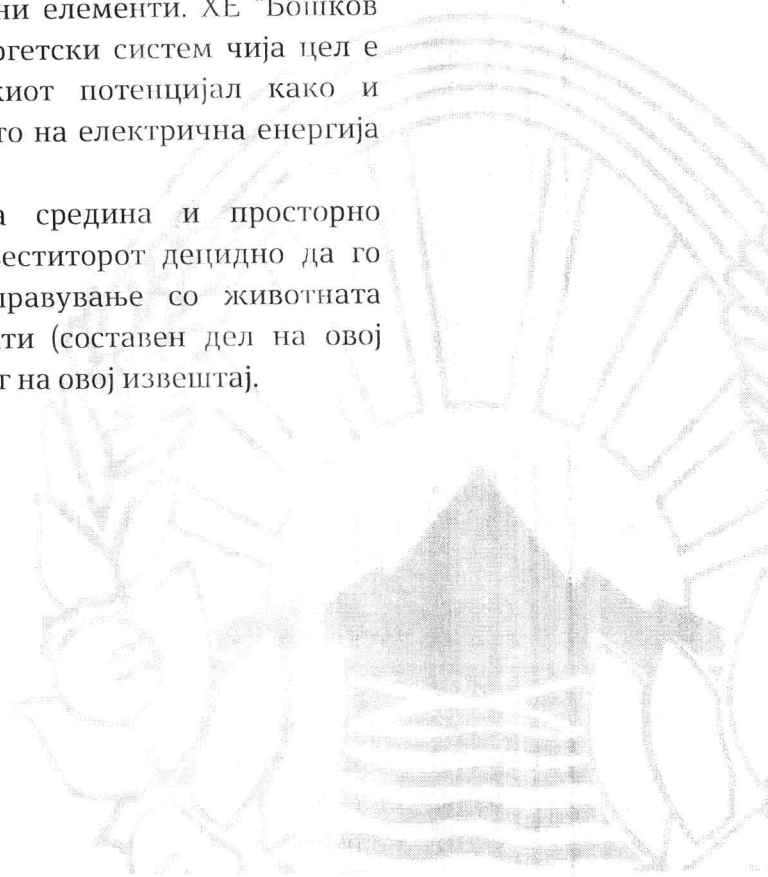 ни елементи. ХЕ "Бошков
ргетски систем чија цел е
киот потенцијал како и
то на електрична енергија
а средина и просторно
еститорот децидно да го
правување со животната
ти (составен дел на овој
т на овој извештај.